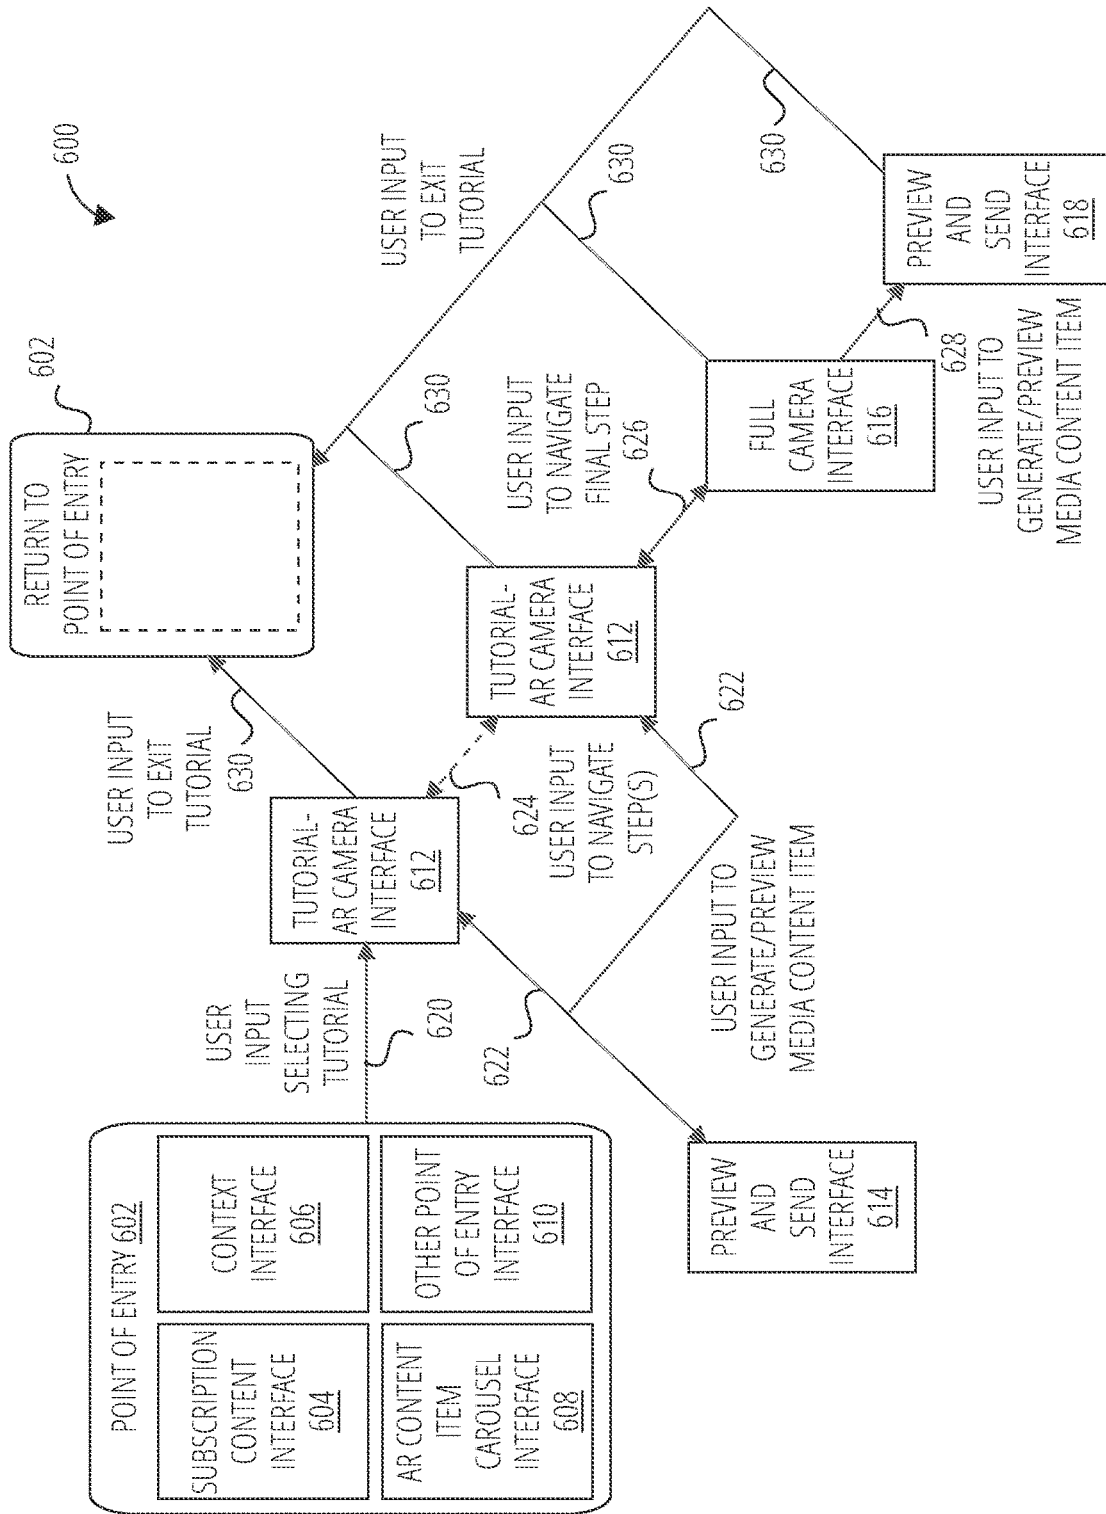 600
POINT OF ENTRY 602
SUBSCRIPTION
CONTENT
INTERFACE
604
CONTEXT
INTERFACE
606
AR CONTENT
ITEM
CAROUSEL
INTERFACE
608
OTHER POINT
OF ENTRY
INTERFACE
610
USER
INPUT
SELECTING
TUTORIAL
620
TUTORIAL-
AR CAMERA
INTERFACE
612
USER INPUT
TO EXIT
TUTORIAL
630
RETURN TO
POINT OF ENTRY
602
622
PREVIEW
AND
SEND
INTERFACE
614
USER INPUT TO
GENERATE/PREVIEW
MEDIA CONTENT ITEM
622
624
USER INPUT
TO NAVIGATE
STEP(S)
TUTORIAL-
AR CAMERA
INTERFACE
612
630
USER INPUT
TO NAVIGATE
FINAL STEP
626
FULL
CAMERA
INTERFACE
616
630
USER INPUT
TO EXIT
TUTORIAL
628
USER INPUT TO
GENERATE/PREVIEW
MEDIA CONTENT ITEM
PREVIEW
AND
SEND
INTERFACE
618
630